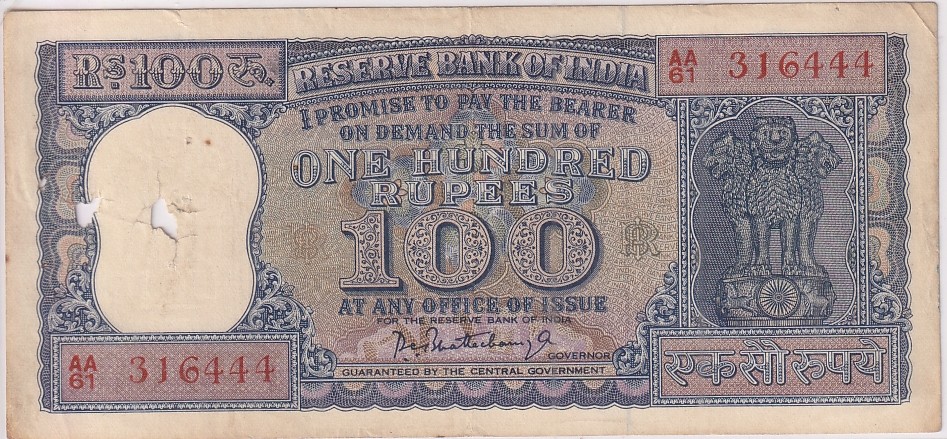 RS 100 रु.
RESERVE BANK OF INDIA
AA
61 316444
I PROMISE TO PAY THE BEARER
ON DEMAND THE SUM OF
ONE HUNDRED
RUPEES
100
AT ANY OFFICE OF ISSUE
FOR THE RESERVE BANK OF INDIA
P.C. Bhattacharyya
GOVERNOR
GUARANTEED BY THE CENTRAL GOVERNMENT
AA
61 316444
एक सौ रुपये